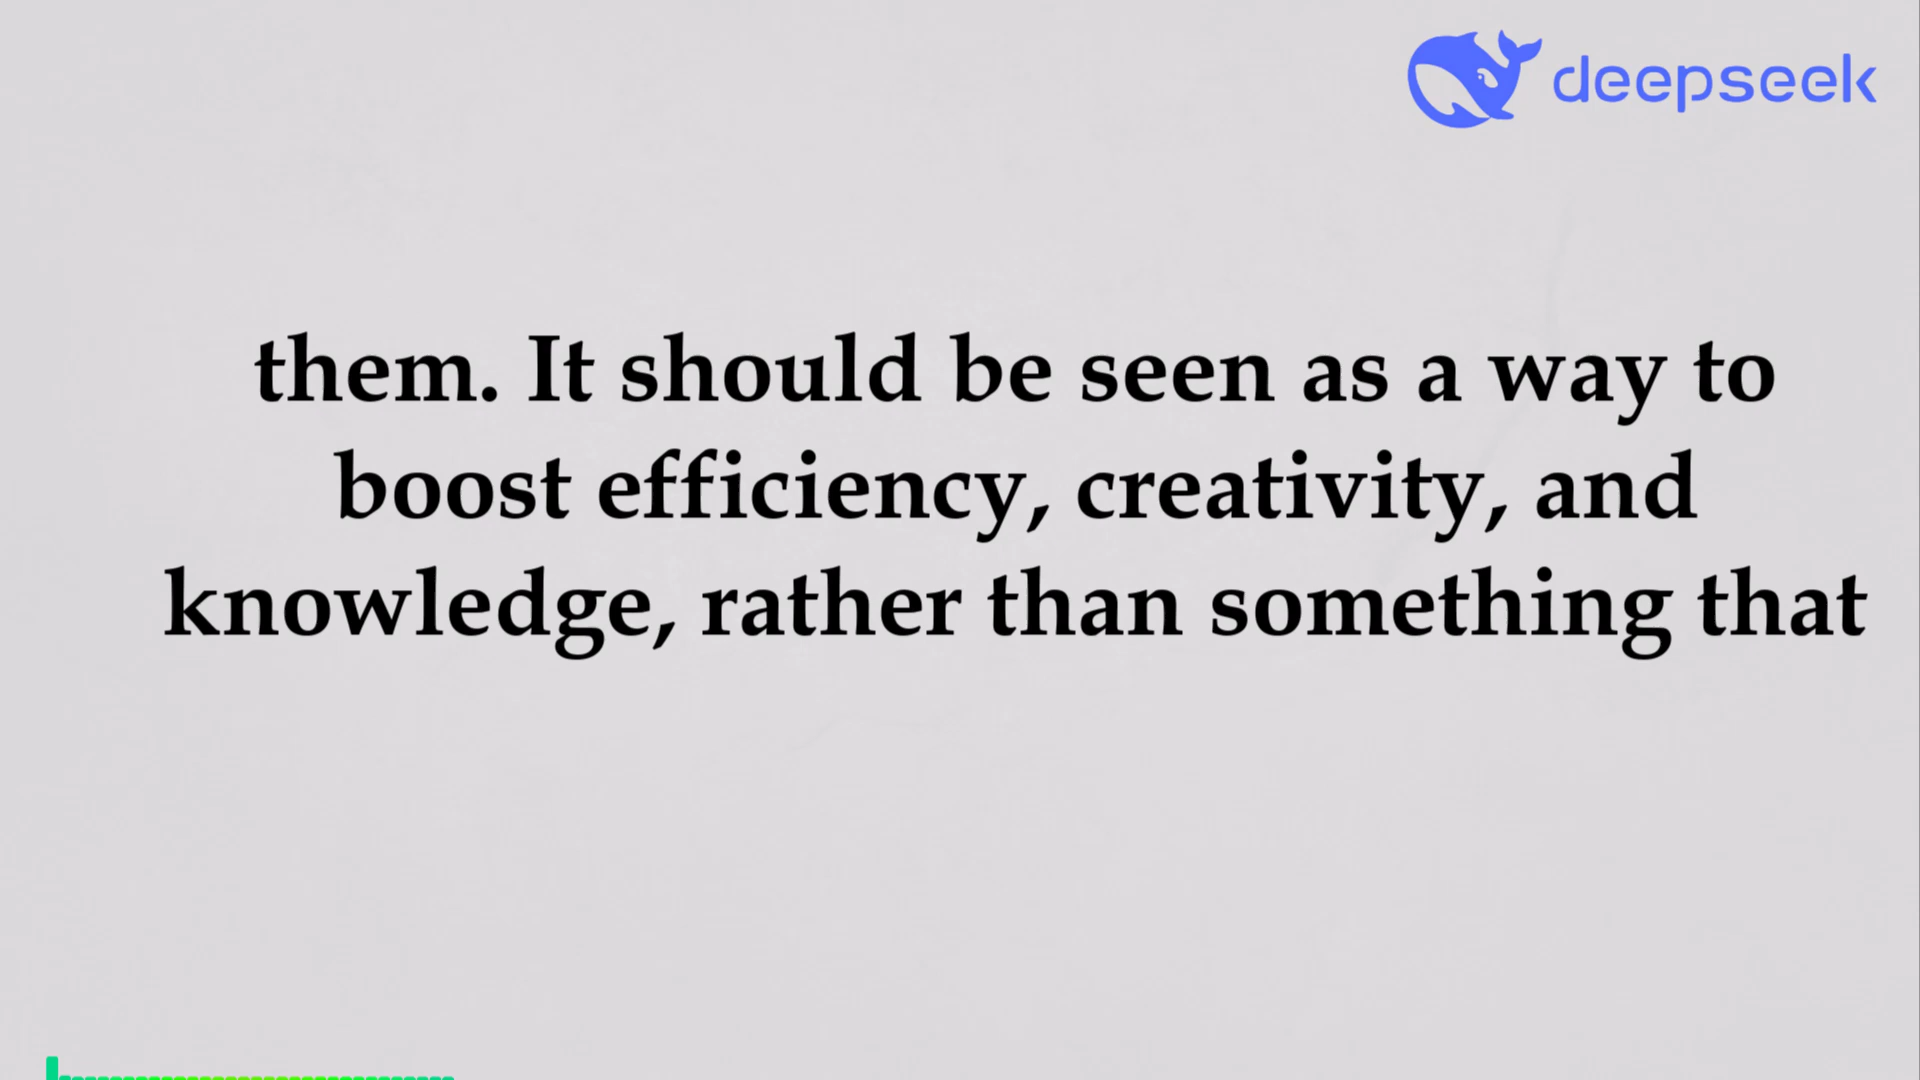 deepseek
them. It should be seen as a way to
boost efficiency, creativity, and
knowledge, rather than something that